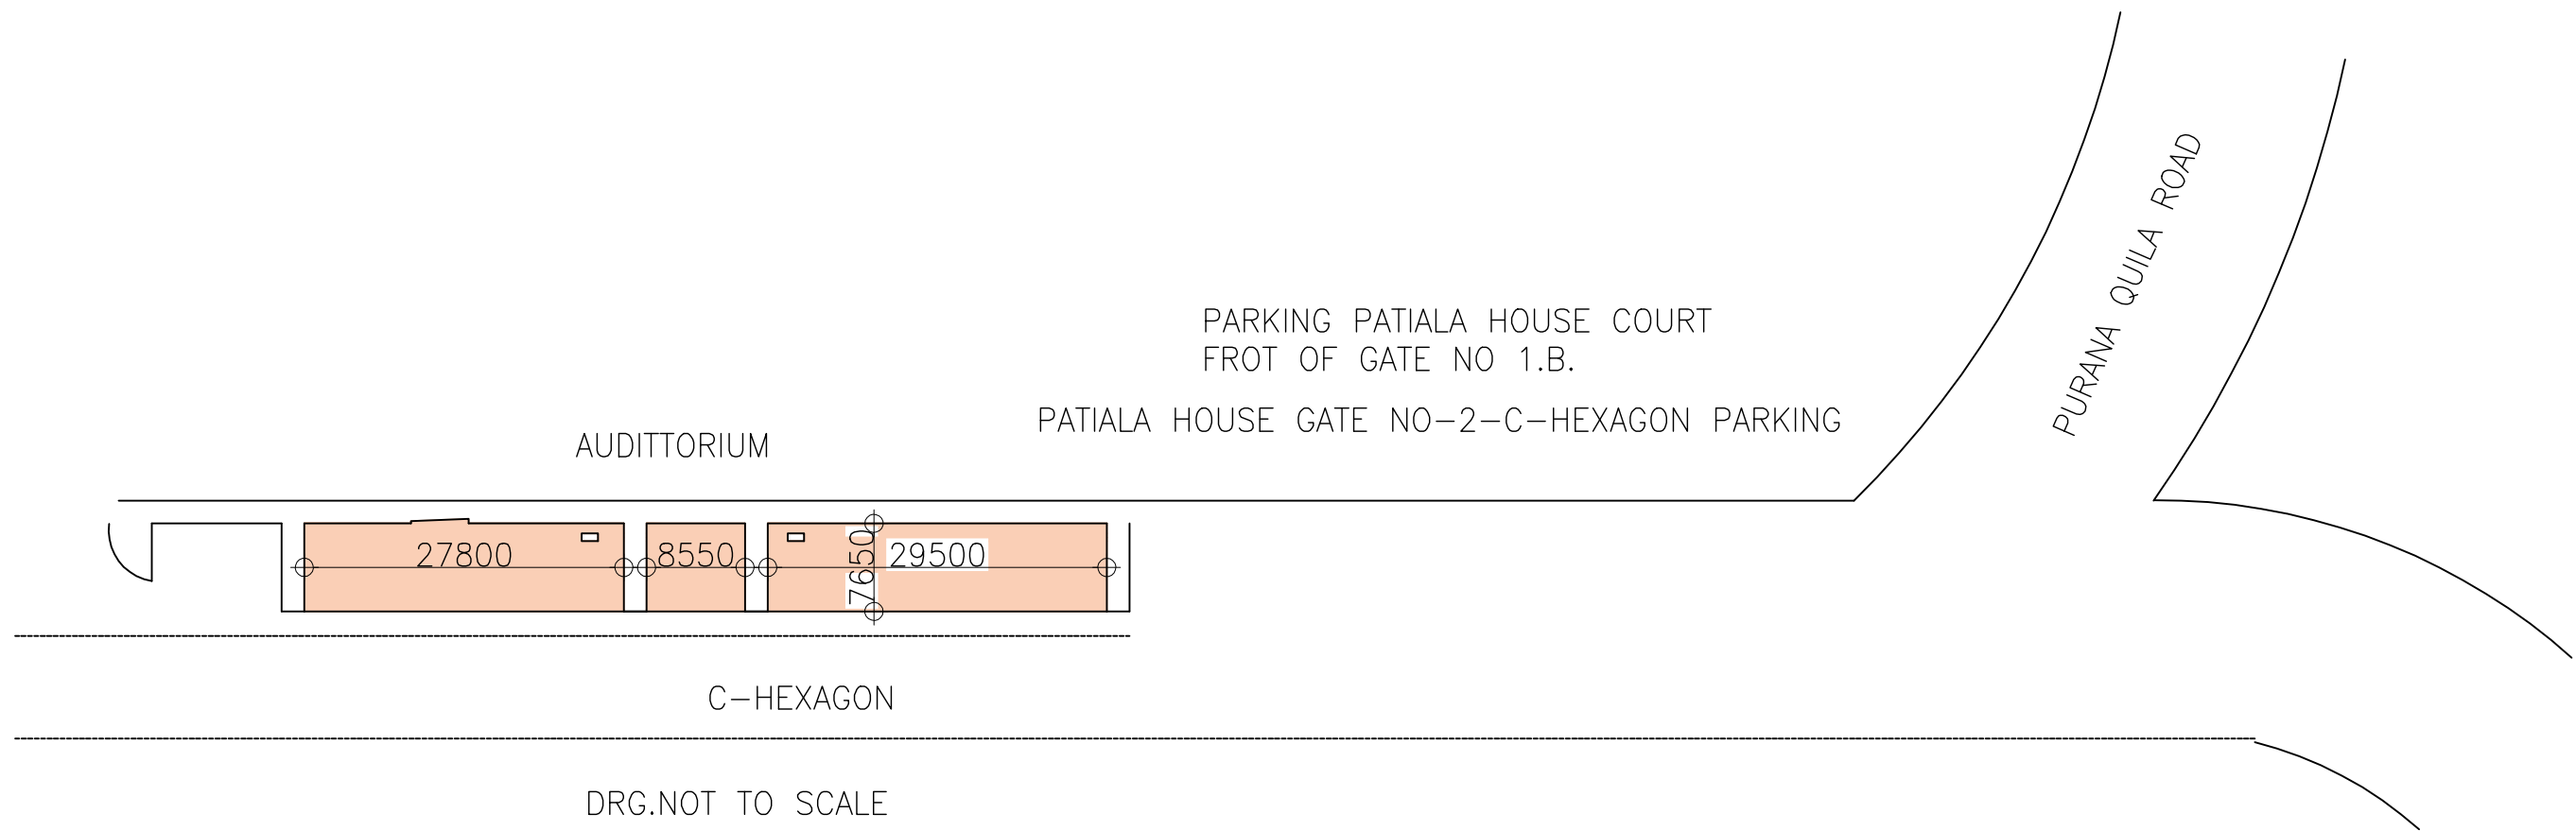 PURANA QUILA ROAD
PARKING PATIALA HOUSE COURT
FROT OF GATE NO 1.B.
PATIALA HOUSE GATE NO-2-C-HEXAGON PARKING
AUDITTORIUM
27800
8550
7650
29500
C-HEXAGON
DRG.NOT TO SCALE